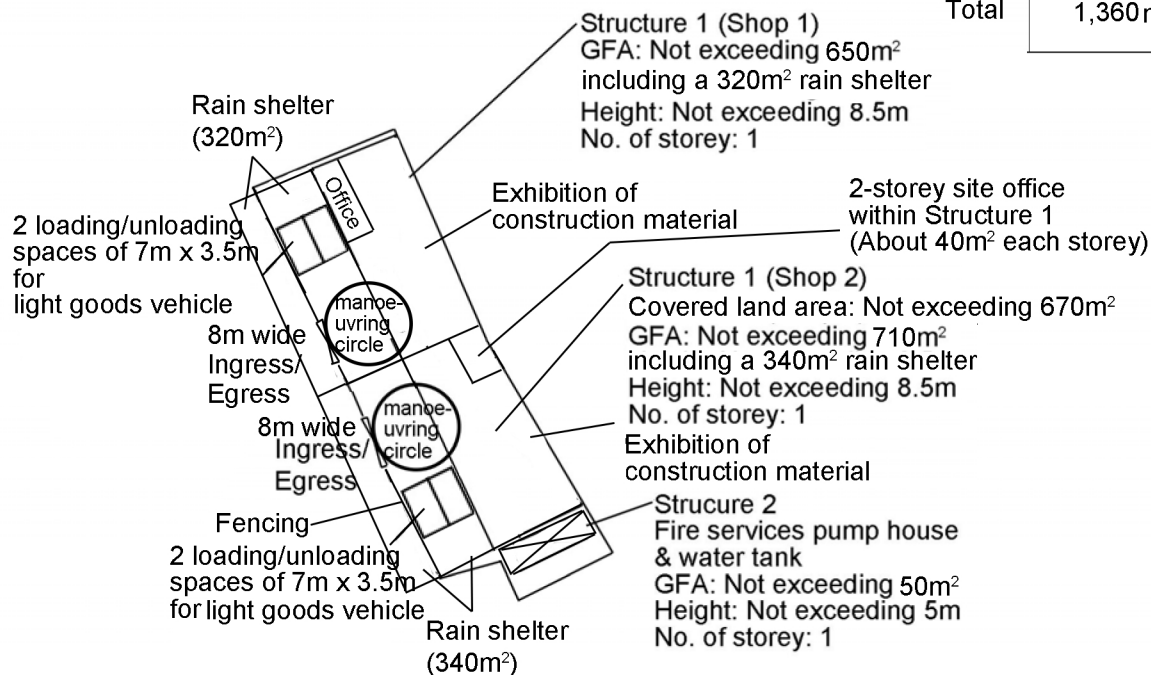 Total 1,360
Structure 1 (Shop 1)
GFA: Not exceeding 650m²
including a 320m² rain shelter
Height: Not exceeding 8.5m
No. of storey: 1
Rain shelter
(320m²)
Office
Exhibition of
construction material
2-storey site office
within Structure 1
(About 40m² each storey)
2 loading/unloading
spaces of 7m x 3.5m
for
light goods vehicle
manoe-
uvring
circle
8m wide
Ingress/
Egress
Structure 1 (Shop 2)
Covered land area: Not exceeding 670m²
GFA: Not exceeding 710m²
including a 340m² rain shelter
Height: Not exceeding 8.5m
No. of storey: 1
manoe-
uvring
circle
8m wide
Ingress/
Egress
Exhibition of
construction material
Fencing
2 loading/unloading
spaces of 7m x 3.5m
for light goods vehicle
Strucure 2
Fire services pump house
& water tank
GFA: Not exceeding 50m²
Height: Not exceeding 5m
No. of storey: 1
Rain shelter
(340m²)